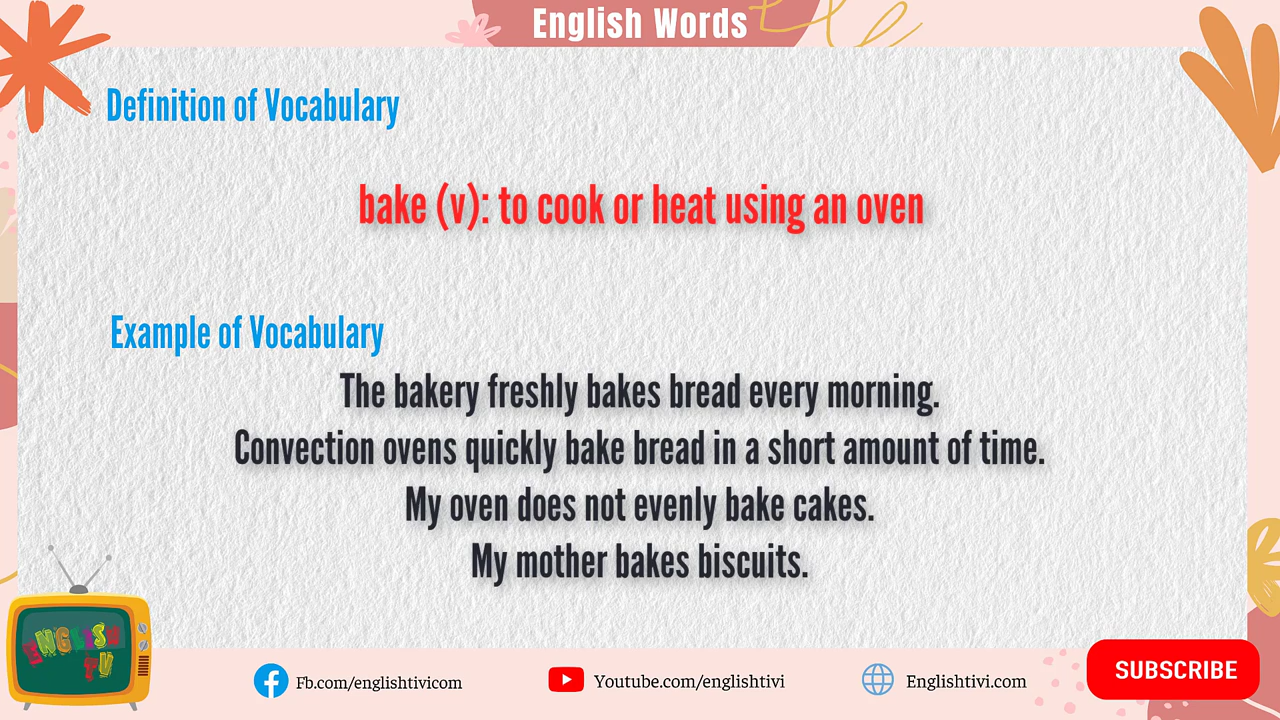 English Words
Definition of Vocabulary
bake (v): to cook or heat using an oven
Example of Vocabulary
The bakery freshly bakes bread every morning.
Convection ovens quickly bake bread in a short amount of time.
My oven does not evenly bake cakes.
My mother bakes biscuits.
ENGLISH
TV
Fb.com/englishtivicom
Youtube.com/englishtivi
Englishtivi.com
SUBSCRIBE